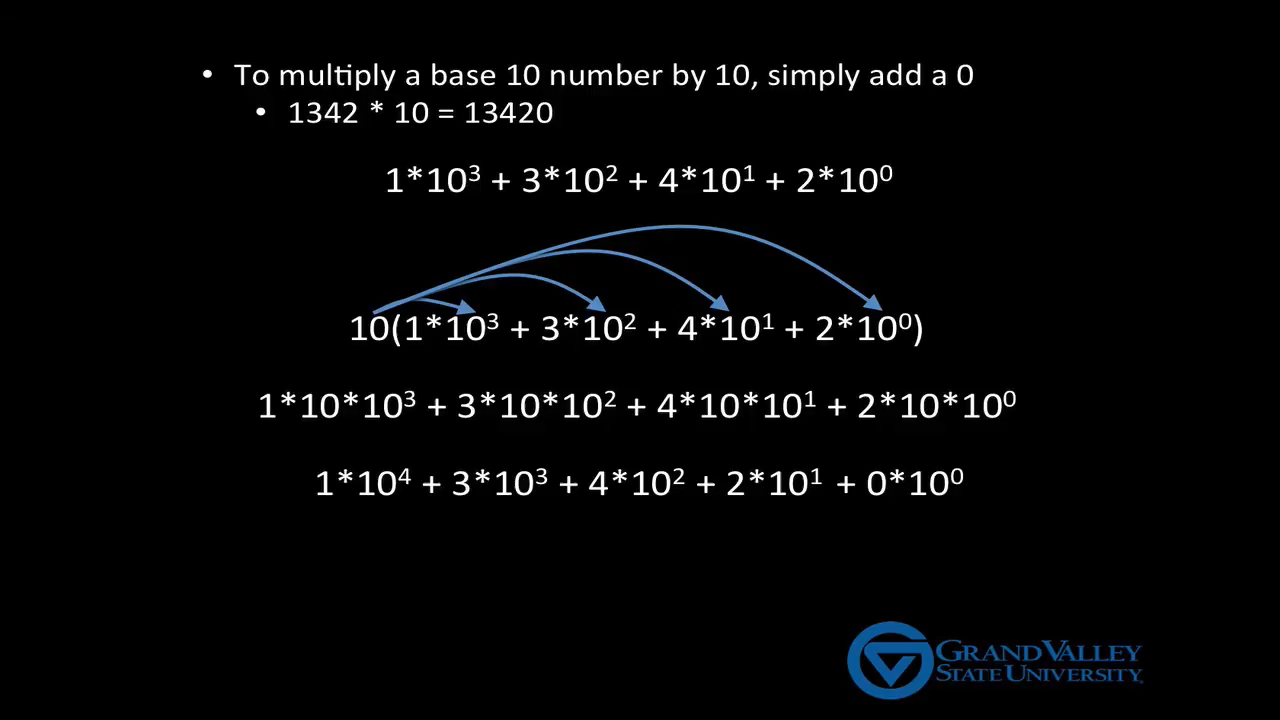 • To multiply a base 10 number by 10, simply add a 0
• 1342 * 10 = 13420
1*10³ + 3*10² + 4*10¹ + 2*10⁰
10(1*10³ + 3*10² + 4*10¹ + 2*10⁰)
1*10*10³ + 3*10*10² + 4*10*10¹ + 2*10*10⁰
1*10⁴ + 3*10³ + 4*10² + 2*10¹ + 0*10⁰
GRAND VALLEY
STATE UNIVERSITY